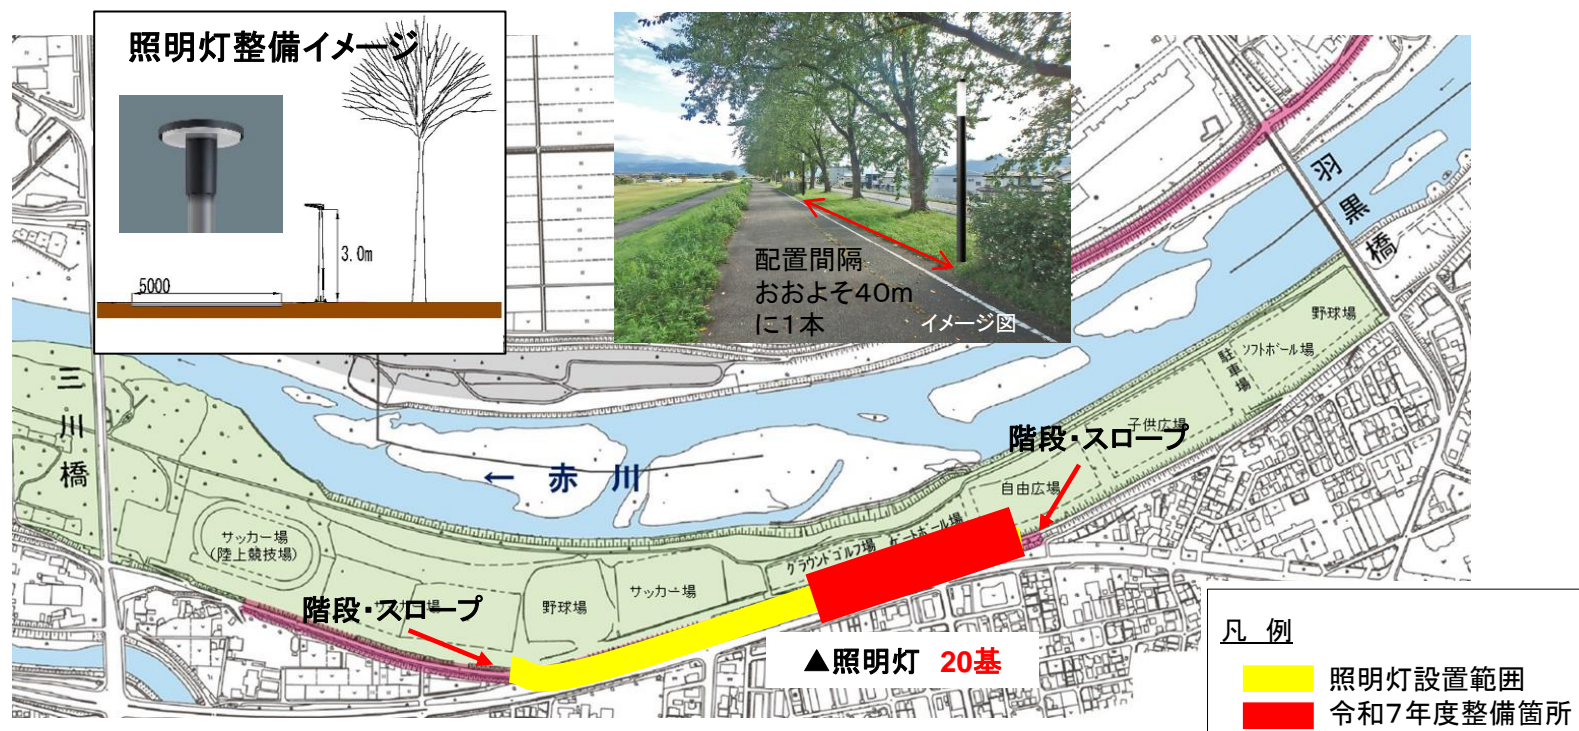 照明灯整備イメージ
3.0m
5000
配置間隔
おおよそ40m
に1本
イメージ図
羽黒橋
三川橋
野球場
ソフトボール場
駐車場
子供広場
階段・スロープ
自由広場
← 赤川
ゲートボール場
グラウンドゴルフ場
サッカー場
(陸上競技場)
サッカー場
野球場
サッカー場
階段・スロープ
▲照明灯 20基
凡 例
照明灯設置範囲
令和7年度整備箇所